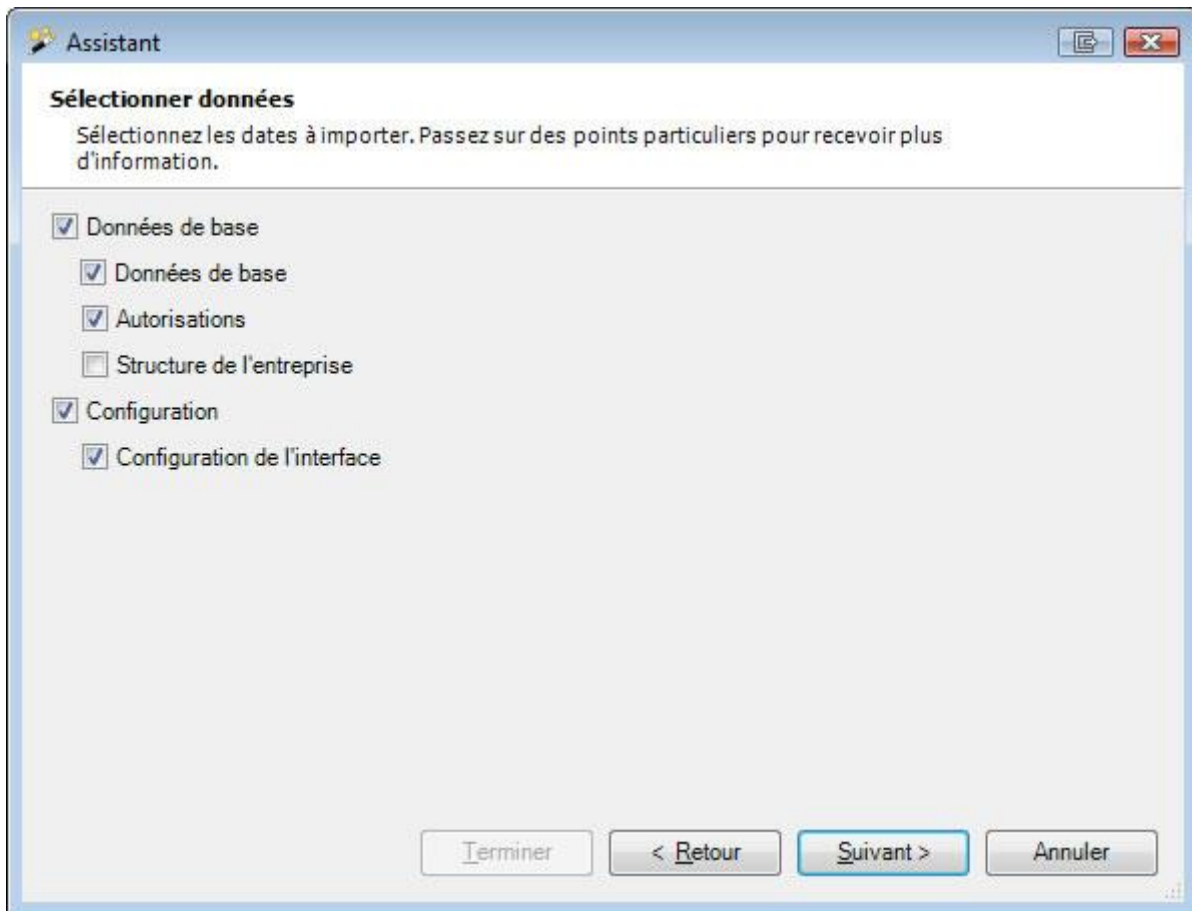 Assistant
Sélectionner données
Sélectionnez les dates à importer. Passez sur des points particuliers pour recevoir plus
d'information.
Données de base
Données de base
Autorisations
Structure de l'entreprise
Configuration
Configuration de l'interface
Terminer
< Retour
Suivant >
Annuler